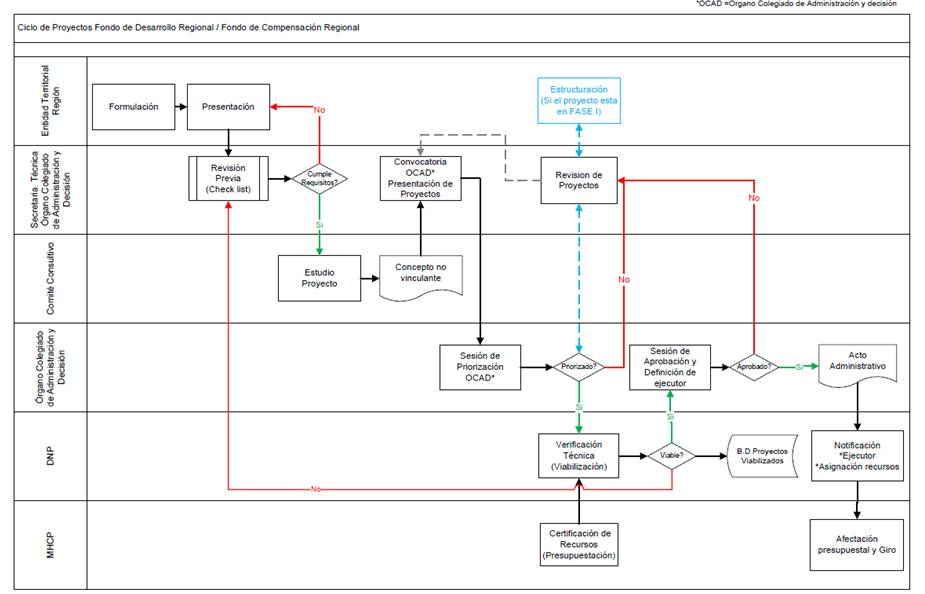 *OCAD =Organo Colegiado de Administración y decisión
Ciclo de Proyectos Fondo de Desarrollo Regional / Fondo de Compensación Regional
Entidad Territorial
Región
Formulación
Presentación
No
Estructuración
(Si el proyecto esta
en FASE I)
Secretaria. Técnica
Órgano Colegiado
de Administración y
Decisión
Revisión
Previa
(Check list)
Cumple
Requisitos?
Si
Convocatoria
OCAD*
Presentación de
Proyectos
Revision de
Proyectos
No
Comité Consultivo
Estudio
Proyecto
Concepto no
vinculante
No
Órgano Colegiado
de Administración y
Decisión
Sesión de
Priorización
OCAD*
Priorizado?
Si
Sesión de
Aprobación y
Definición de
ejecutor
Aprobado?
Si
Acto
Administrativo
DNP
Verificación
Técnica
(Viabilización)
Viable?
Si
B.D Proyectos
Viabilizados
Notificación
*Ejecutor
*Asignación recursos
No
MHCP
Certificación de
Recursos
(Presupuestación)
Afectación
presupuestal y Giro